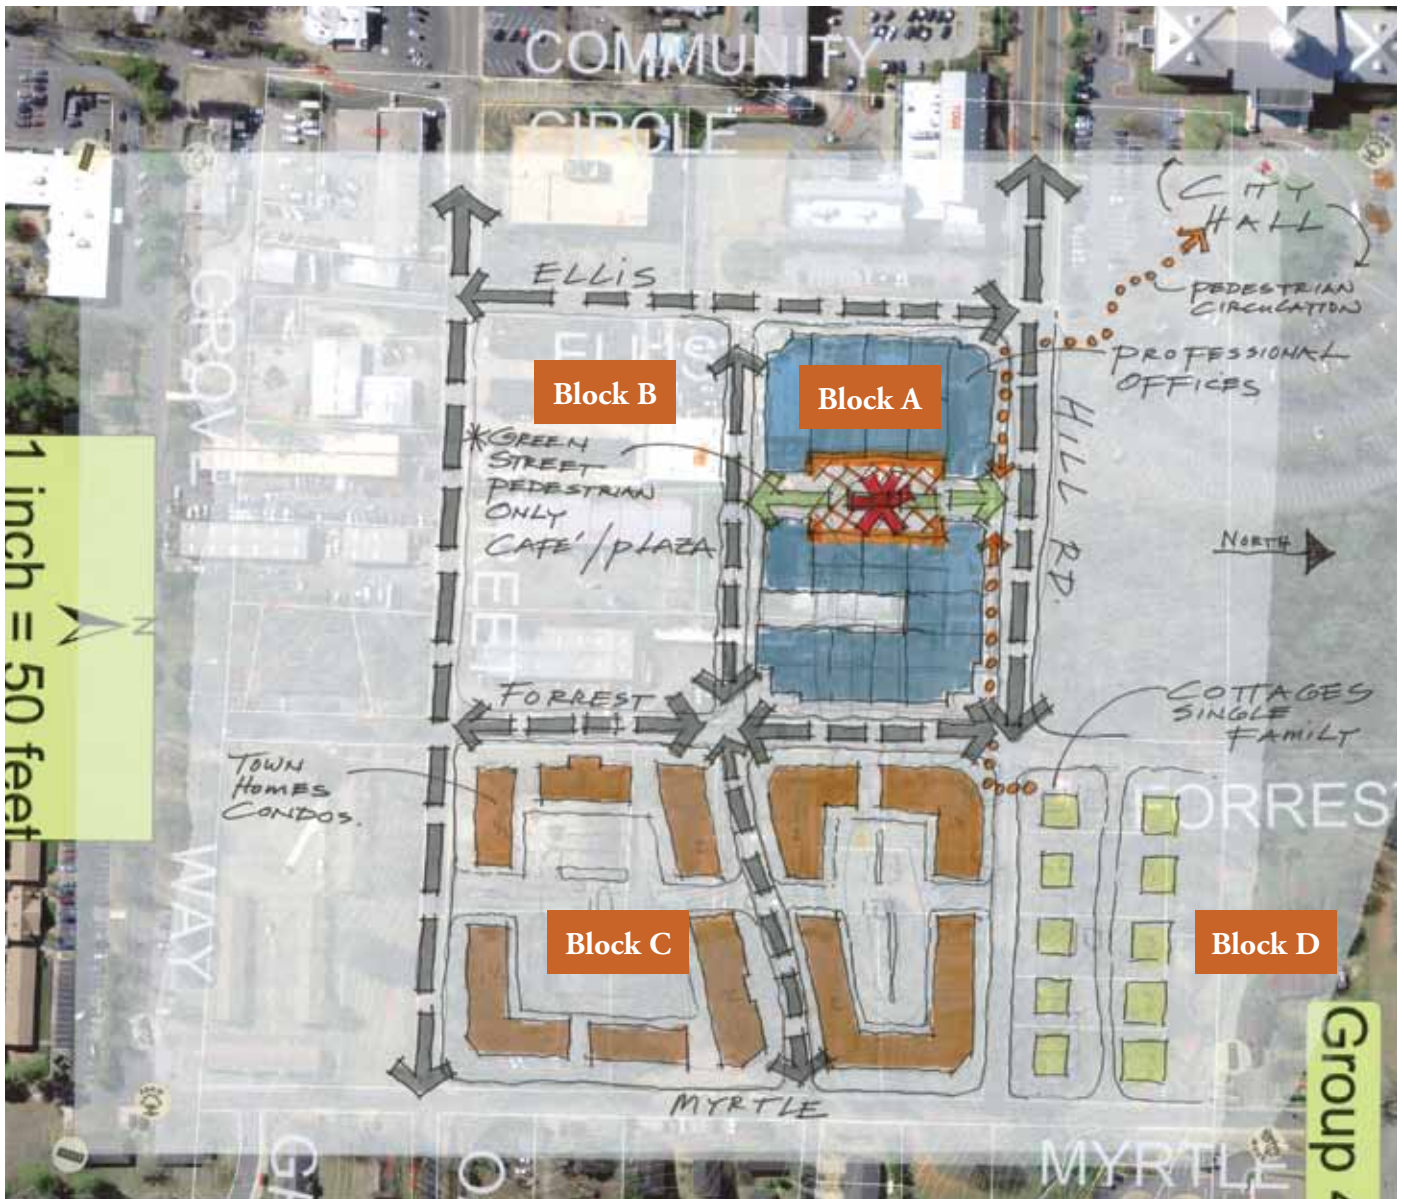 COMMUNITY
CIRCLE
CITY
HALL
PEDESTRIAN
CIRCULATION
ELLIS
ELLIS
GROVE
WAY
PROFESSIONAL
OFFICES
Block B
Block A
HILL RD.
*GREEN
STREET
PEDESTRIAN
ONLY
CAFÉ/PLAZA
NORTH
1 inch = 50 feet
N
FORREST
COTTAGES
SINGLE
FAMILY
TOWN
HOMES
CONDOS.
FORREST
Block C
Block D
MYRTLE
MYRTLE
Group